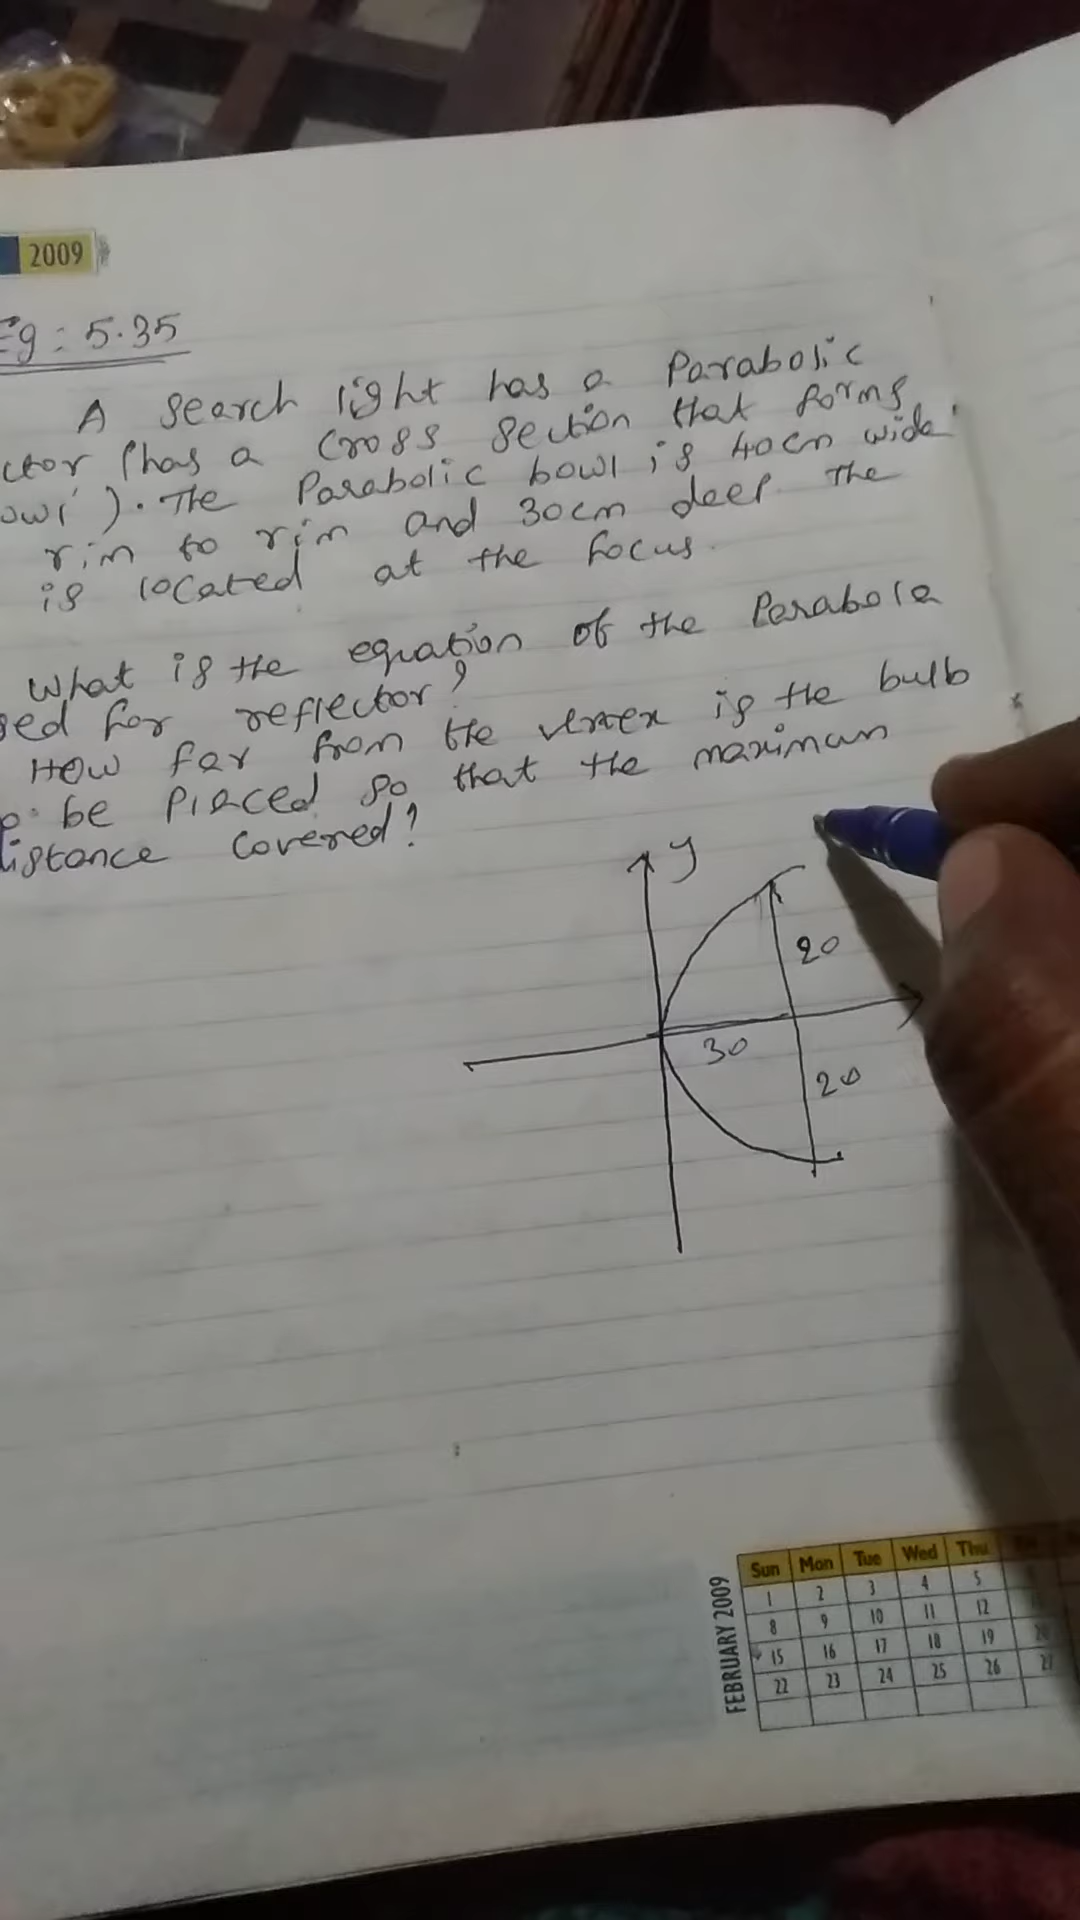 2009
Eg: 5.35
A search light has a Parabolic
ctor (has a cross section that forms
owl'). The Parabolic bowl is 40cm wide
rim to rim and 30cm deep. The
is located at the focus.
What is the equation of the Parabola
sed for reflector?
How far from the vertex is the bulb
o be placed so that the maximum
distance covered?
y
20
30
20
FEBRUARY 2009
Sun Mon Tue Wed Thu
1 2 3 4 5
8 9 10 11 12
15 16 17 18 19 20
22 23 24 25 26 27